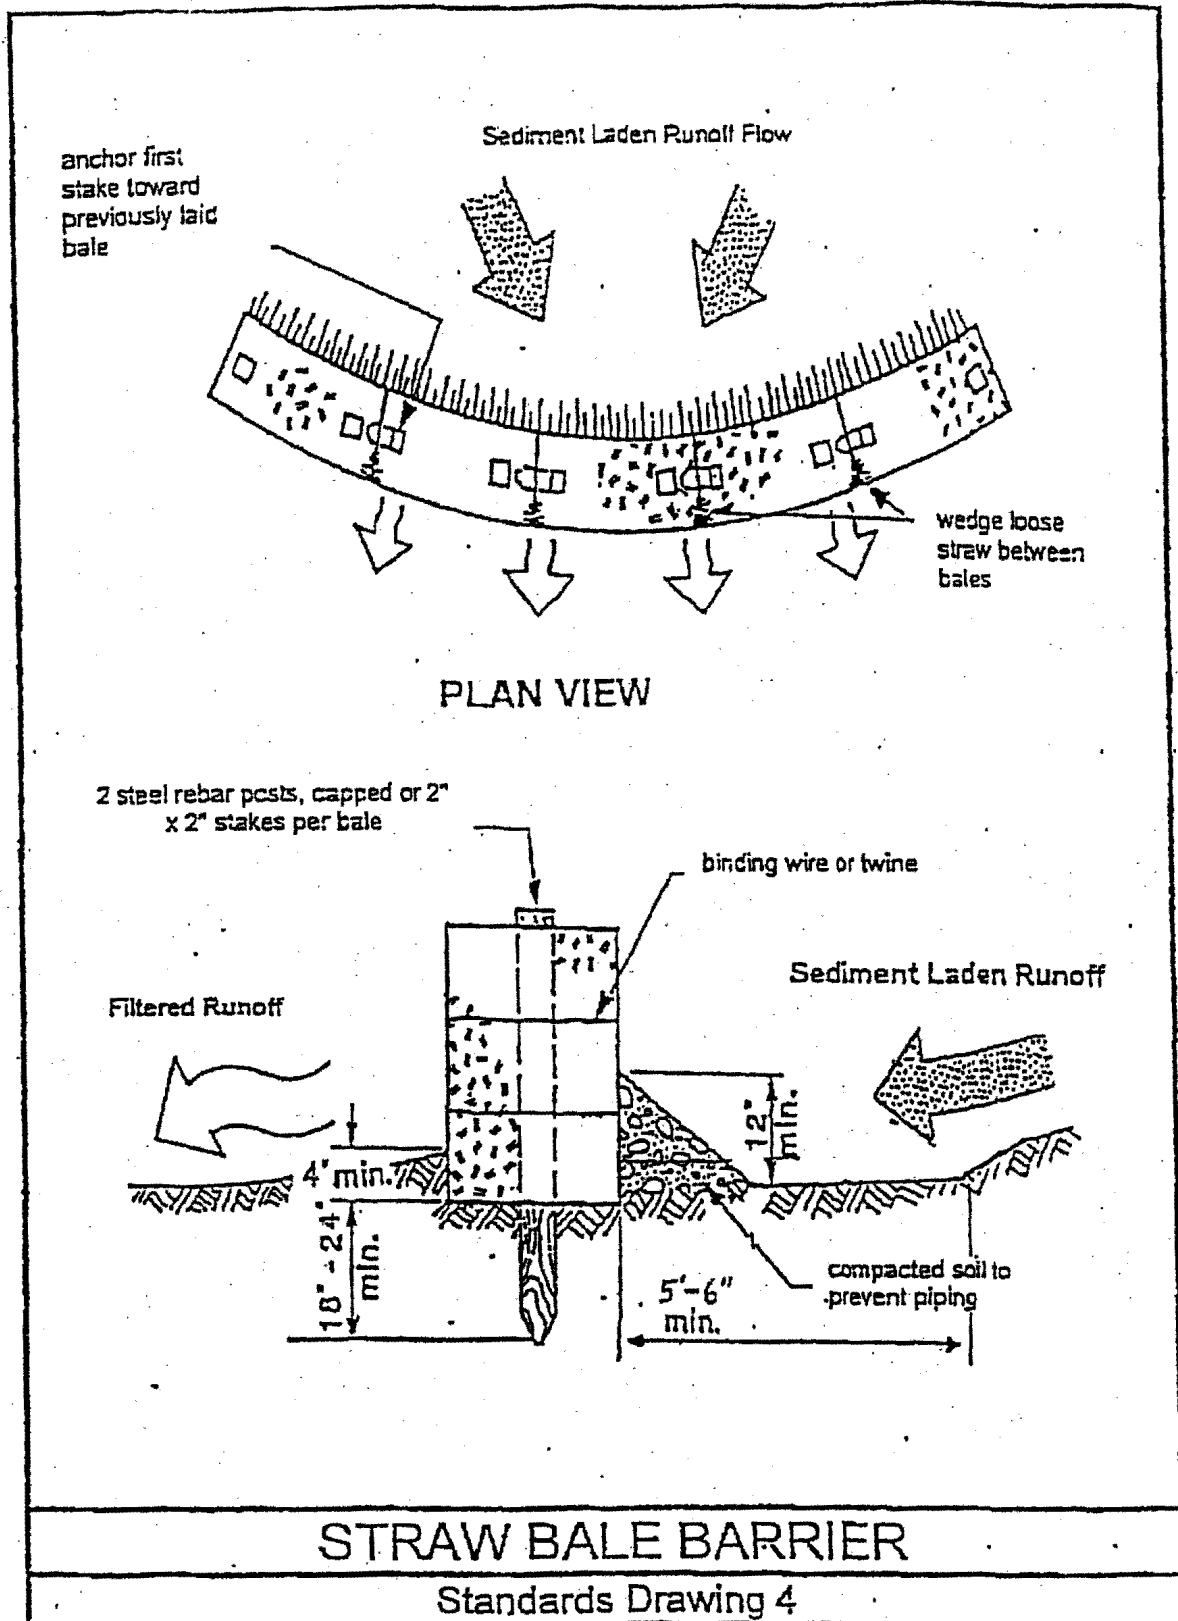 Sediment Laden Runoff Flow
anchor first
stake toward
previously laid
bale
wedge loose
straw between
bales
PLAN VIEW
2 steel rebar posts, capped or 2"
x 2" stakes per bale
binding wire or twine
Sediment Laden Runoff
Filtered Runoff
12"
min.
4" min.
18" - 24"
min.
5'-6"
min.
compacted soil to
prevent piping
STRAW BALE BARRIER
Standards Drawing 4